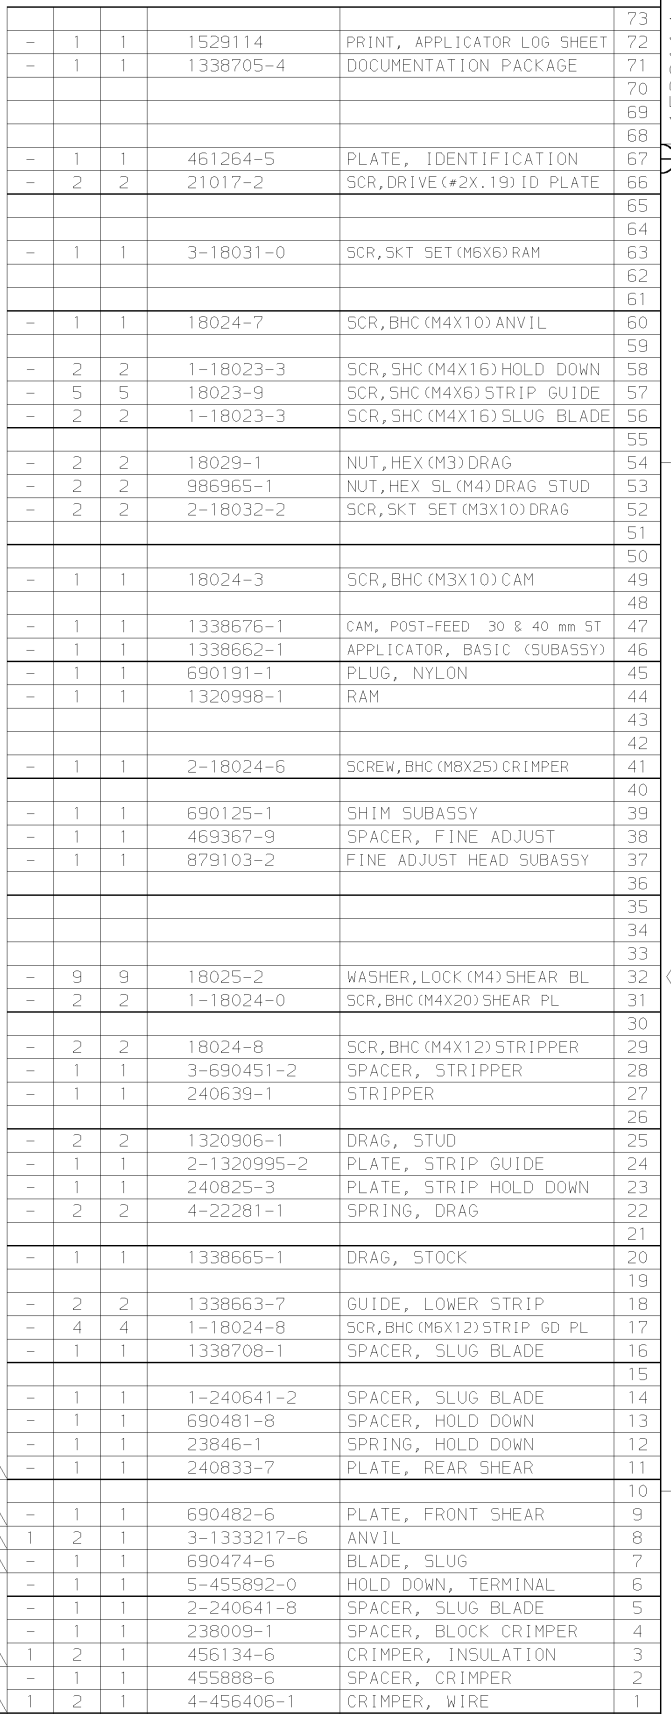 73
- 1 1 1529114 PRINT, APPLICATOR LOG SHEET 72
- 1 1 1338705-4 DOCUMENTATION PACKAGE 71
70
69
68
- 1 1 461264-5 PLATE, IDENTIFICATION 67
- 2 2 21017-2 SCR,DRIVE(#2X.19)ID PLATE 66
65
64
- 1 1 3-18031-0 SCR,SKT SET(M6X6)RAM 63
62
61
- 1 1 18024-7 SCR,BHC(M4X10)ANVIL 60
59
- 2 2 1-18023-3 SCR,SHC(M4X16)HOLD DOWN 58
- 5 5 18023-9 SCR,SHC(M4X6)STRIP GUIDE 57
- 2 2 1-18023-3 SCR,SHC(M4X16)SLUG BLADE 56
55
- 2 2 18029-1 NUT,HEX(M3)DRAG 54
- 2 2 986965-1 NUT,HEX SL(M4)DRAG STUD 53
- 2 2 2-18032-2 SCR,SKT SET(M3X10)DRAG 52
51
50
- 1 1 18024-3 SCR,BHC(M3X10)CAM 49
48
- 1 1 1338676-1 CAM, POST-FEED 30 & 40 mm ST 47
- 1 1 1338662-1 APPLICATOR, BASIC (SUBASSY) 46
- 1 1 690191-1 PLUG, NYLON 45
- 1 1 1320998-1 RAM 44
43
42
- 1 1 2-18024-6 SCREW,BHC(M8X25)CRIMPER 41
40
- 1 1 690125-1 SHIM SUBASSY 39
- 1 1 469367-9 SPACER, FINE ADJUST 38
- 1 1 879103-2 FINE ADJUST HEAD SUBASSY 37
36
35
34
33
- 9 9 18025-2 WASHER,LOCK(M4)SHEAR BL 32
- 2 2 1-18024-0 SCR,BHC(M4X20)SHEAR PL 31
30
- 2 2 18024-8 SCR,BHC(M4X12)STRIPPER 29
- 1 1 3-690451-2 SPACER, STRIPPER 28
- 1 1 240639-1 STRIPPER 27
26
- 2 2 1320906-1 DRAG, STUD 25
- 1 1 2-1320995-2 PLATE, STRIP GUIDE 24
- 1 1 240825-3 PLATE, STRIP HOLD DOWN 23
- 2 2 4-22281-1 SPRING, DRAG 22
21
- 1 1 1338665-1 DRAG, STOCK 20
19
- 2 2 1338663-7 GUIDE, LOWER STRIP 18
- 4 4 1-18024-8 SCR,BHC(M6X12)STRIP GD PL 17
- 1 1 1338708-1 SPACER, SLUG BLADE 16
15
- 1 1 1-240641-2 SPACER, SLUG BLADE 14
- 1 1 690481-8 SPACER, HOLD DOWN 13
- 1 1 23846-1 SPRING, HOLD DOWN 12
- 1 1 240833-7 PLATE, REAR SHEAR 11
10
- 1 1 690482-6 PLATE, FRONT SHEAR 9
1 2 1 3-1333217-6 ANVIL 8
- 1 1 690474-6 BLADE, SLUG 7
- 1 1 5-455892-0 HOLD DOWN, TERMINAL 6
- 1 1 2-240641-8 SPACER, SLUG BLADE 5
- 1 1 238009-1 SPACER, BLOCK CRIMPER 4
1 2 1 456134-6 CRIMPER, INSULATION 3
- 1 1 455888-6 SPACER, CRIMPER 2
1 2 1 4-456406-1 CRIMPER, WIRE 1